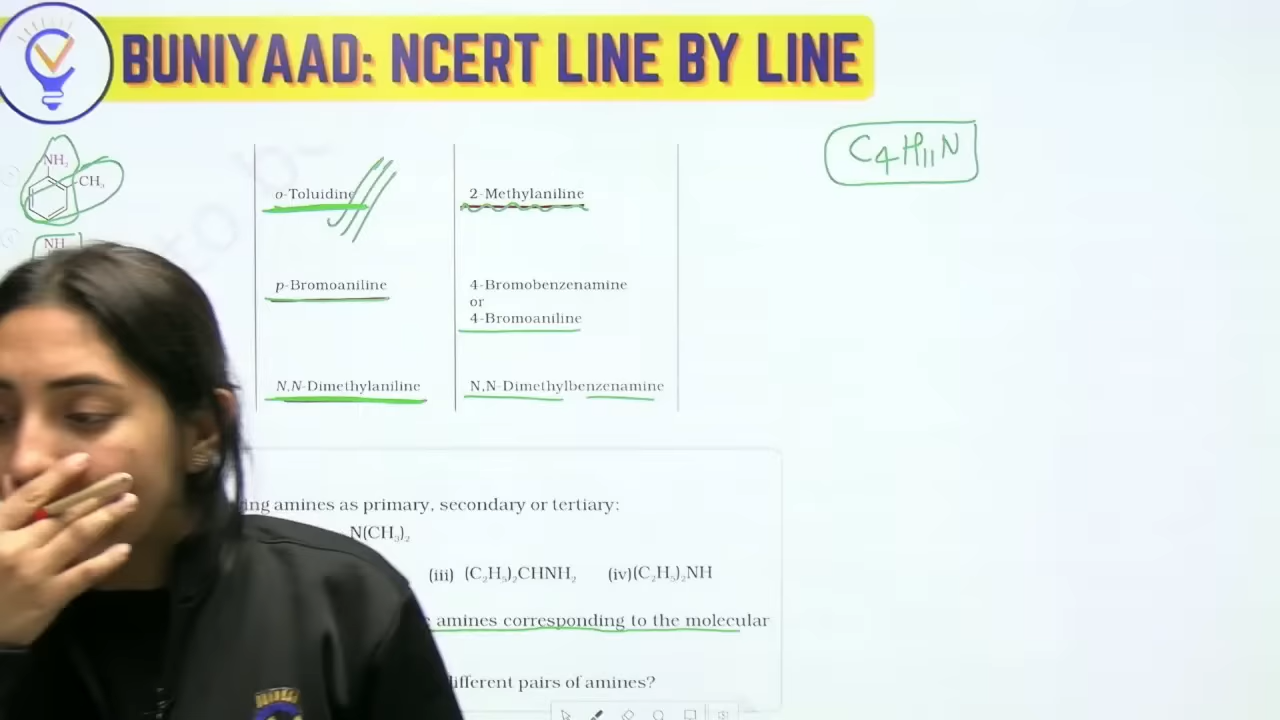 BUNIYAAD: NCERT LINE BY LINE
C₄H₁₁N
NH₂
CH₃
o-Toluidine
2-Methylaniline
NH
p-Bromoaniline
4-Bromobenzenamine
or
4-Bromoaniline
N,N-Dimethylaniline
N,N-Dimethylbenzenamine
amines as primary, secondary or tertiary:
N(CH₃)₂
(iii) (C₂H₅)₂CHNH₂ (iv)(C₂H₅)₂NH
amines corresponding to the molecular
different pairs of amines?